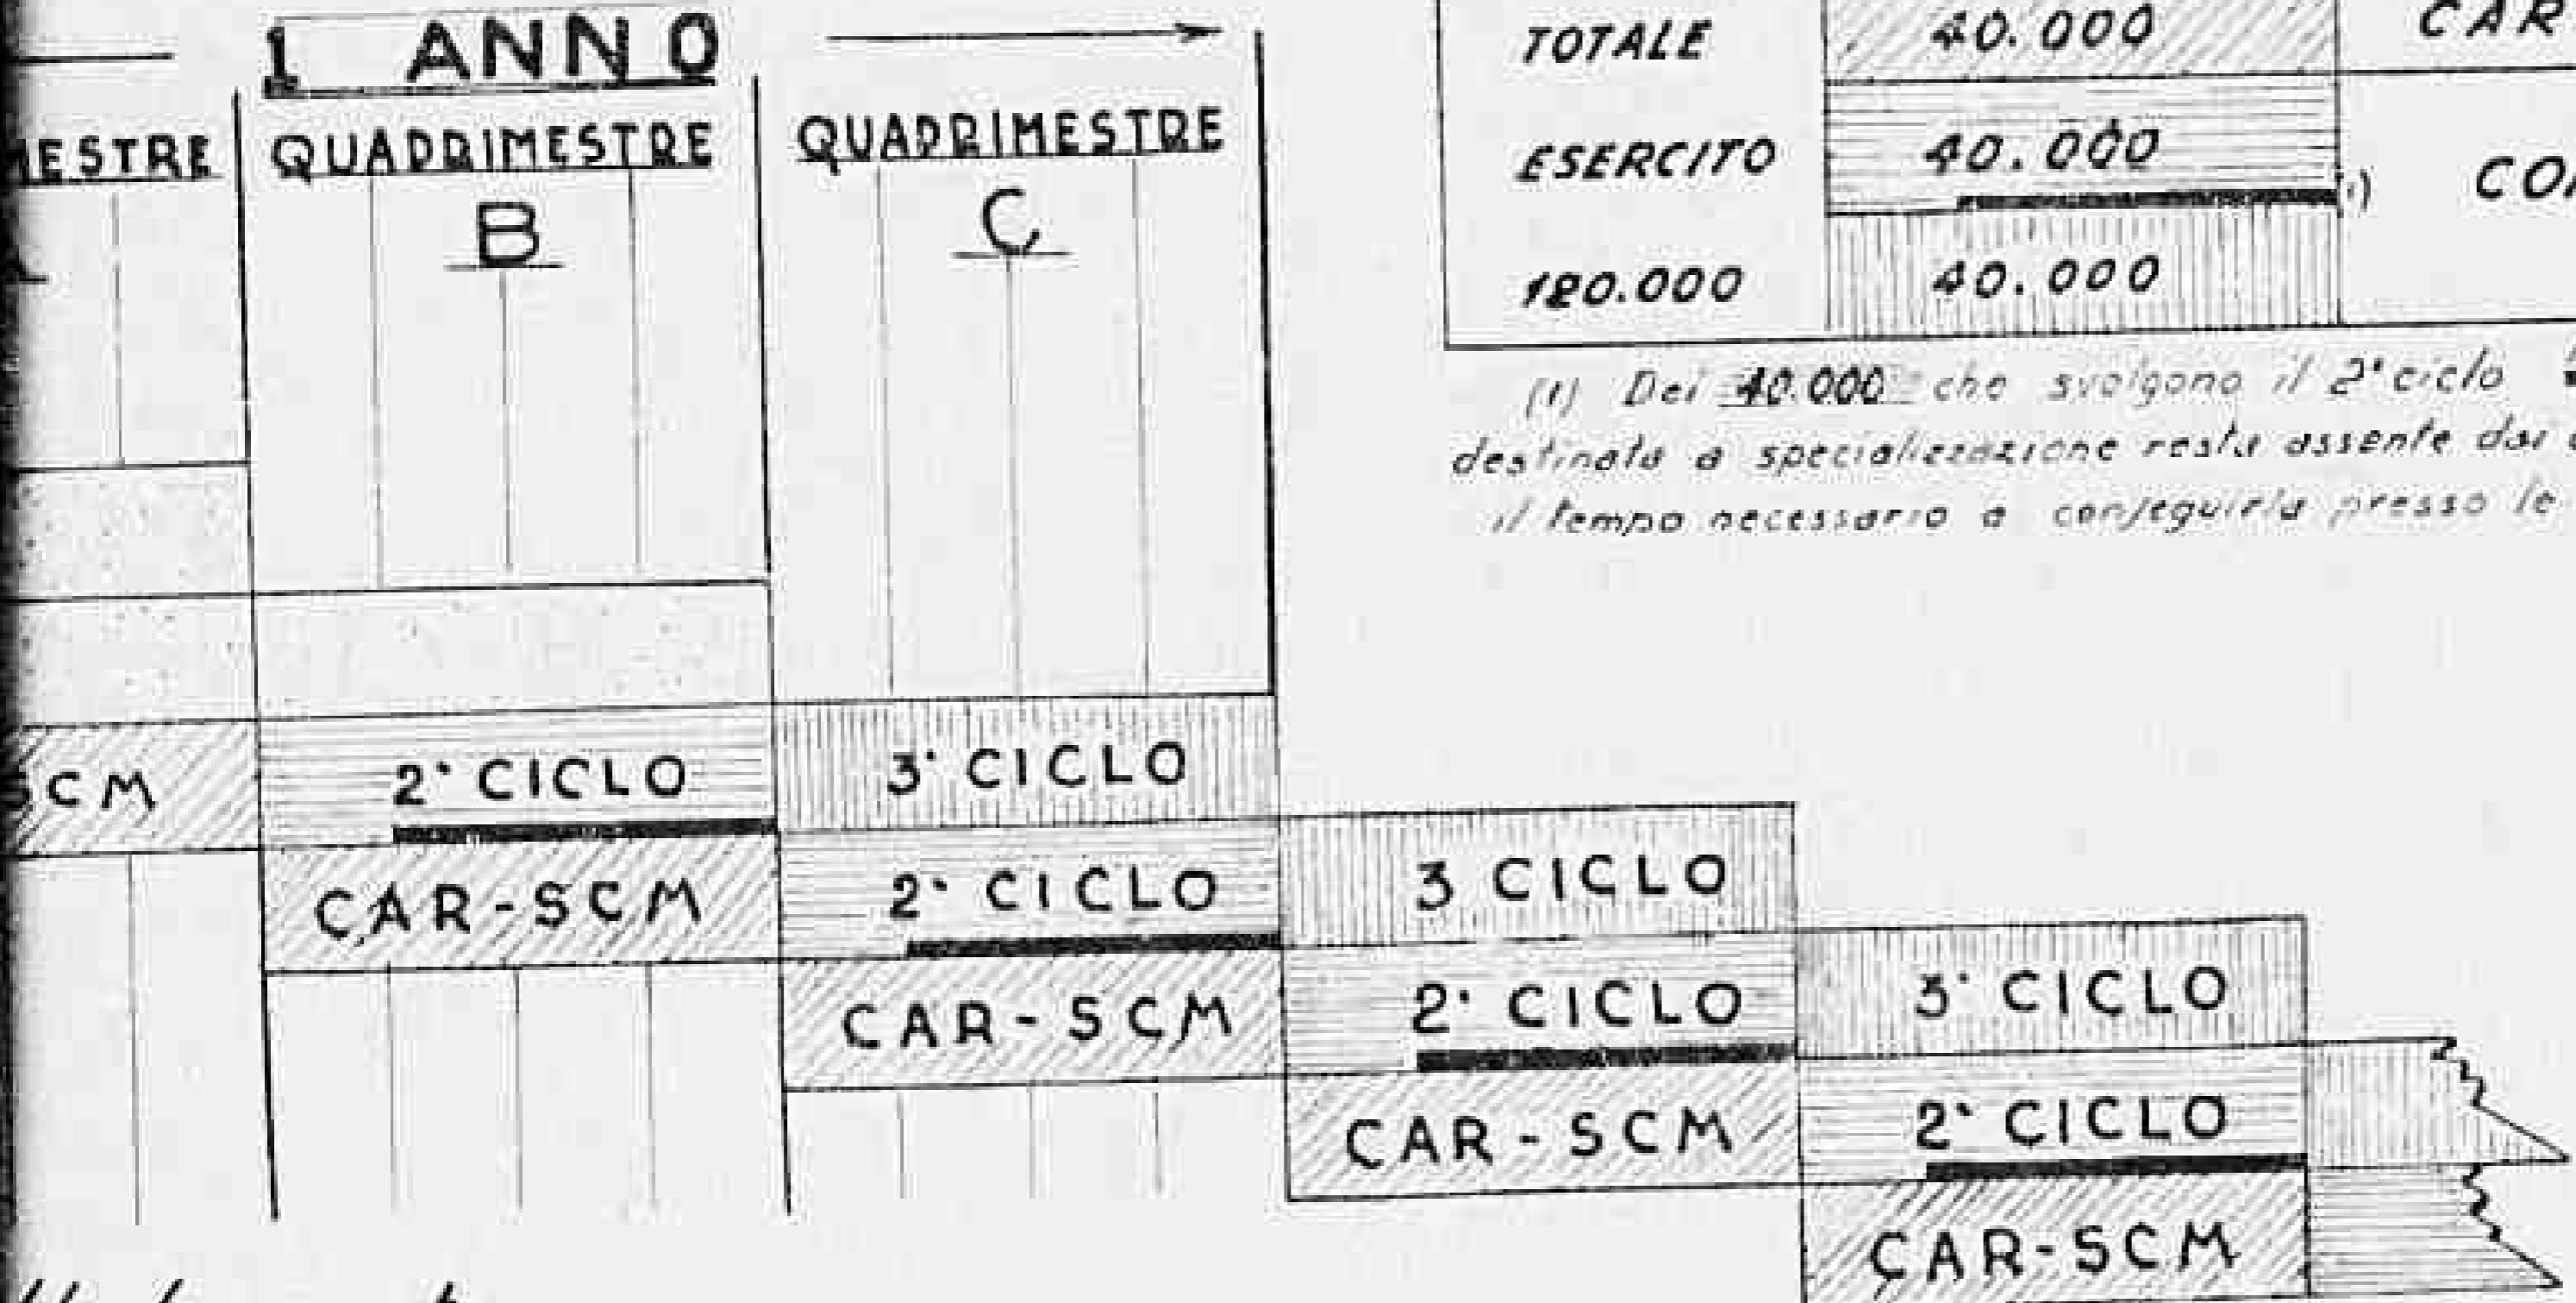 1 ANNO
MESTRE QUADRIMESTRE QUADRIMESTRE
B C
TOTALE 40.000 CAR
ESERCITO 40.000 (1)
120.000 40.000
(1) Dei 40.000 che svolgono il 2° ciclo
destinata a specializzazione resta assente dai
il tempo necessario a conseguirla presso le
SCM 2° CICLO 3° CICLO
CAR-SCM 2° CICLO 3 CICLO
CAR-SCM 2° CICLO 3° CICLO
CAR-SCM 2° CICLO
CAR-SCM